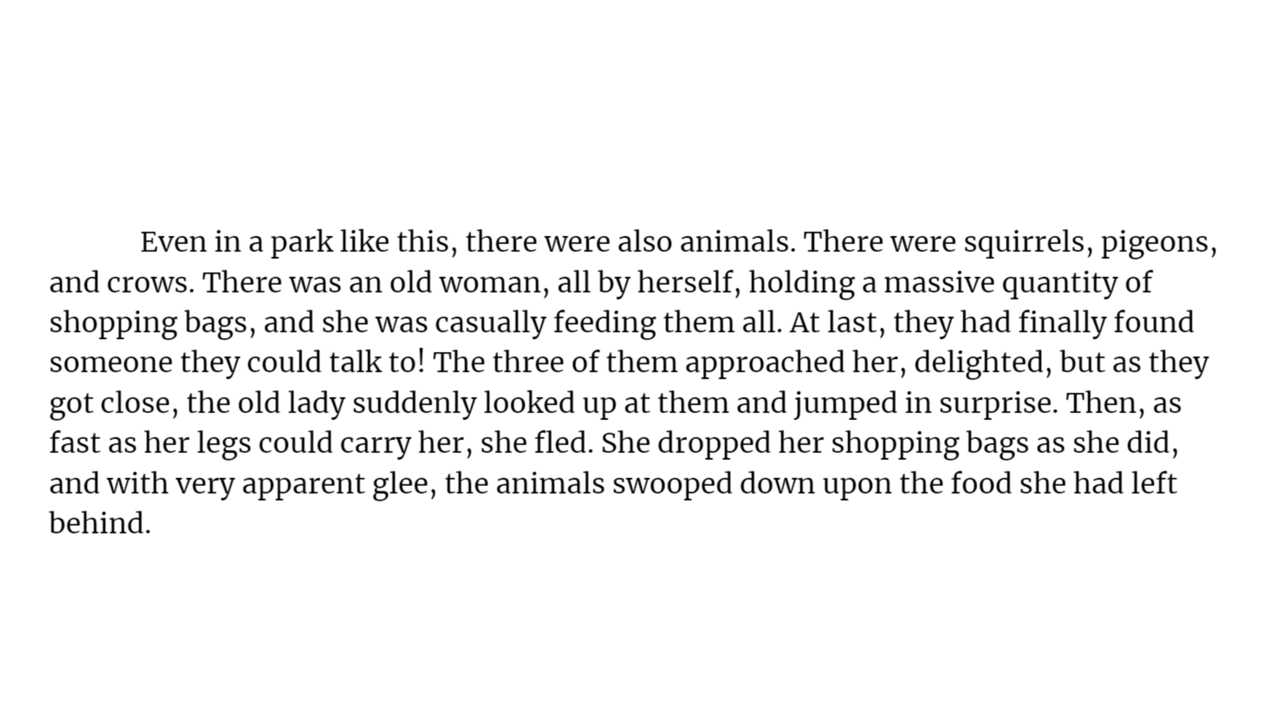 Even in a park like this, there were also animals. There were squirrels, pigeons,
and crows. There was an old woman, all by herself, holding a massive quantity of
shopping bags, and she was casually feeding them all. At last, they had finally found
someone they could talk to! The three of them approached her, delighted, but as they
got close, the old lady suddenly looked up at them and jumped in surprise. Then, as
fast as her legs could carry her, she fled. She dropped her shopping bags as she did,
and with very apparent glee, the animals swooped down upon the food she had left
behind.